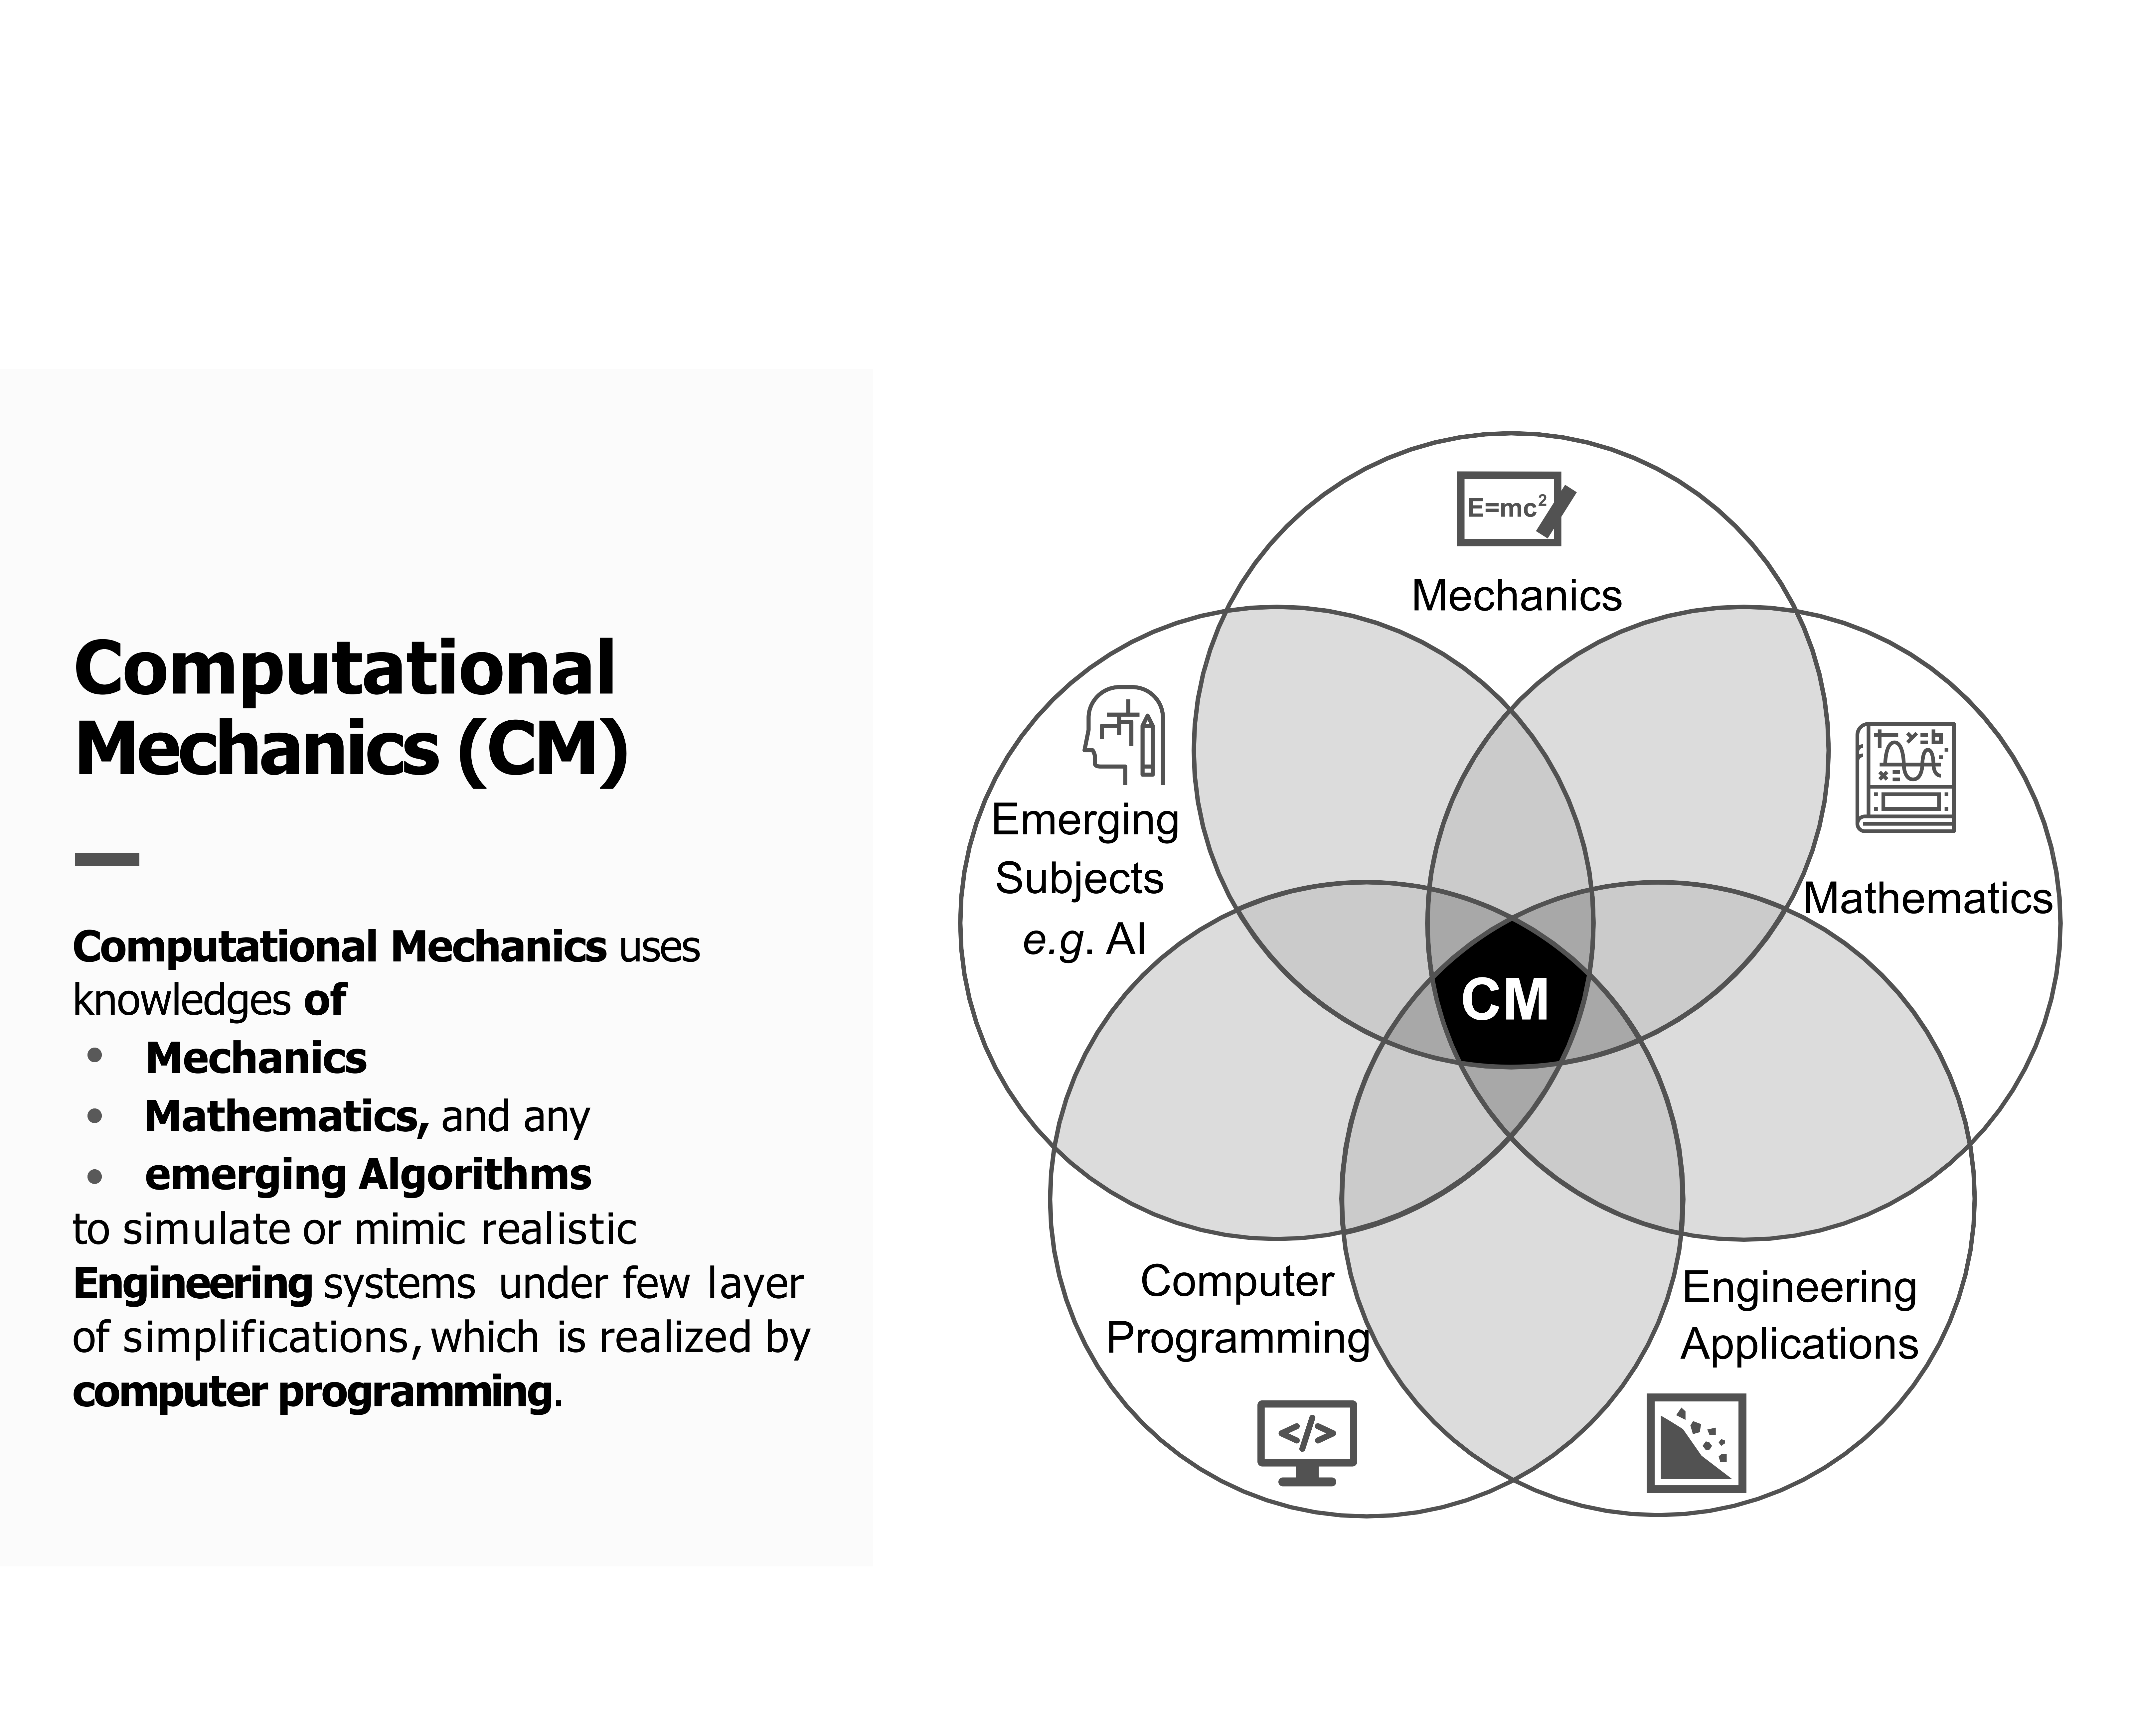 Computational
Mechanics (CM)
Computational Mechanics uses
knowledges of
• Mechanics
• Mathematics, and any
• emerging Algorithms
to simulate or mimic realistic
Engineering systems under few layer
of simplifications, which is realized by
computer programming.
E=mc²
Mechanics
Emerging
Subjects
e.g. AI
Mathematics
CM
Computer
Programming
</>
Engineering
Applications